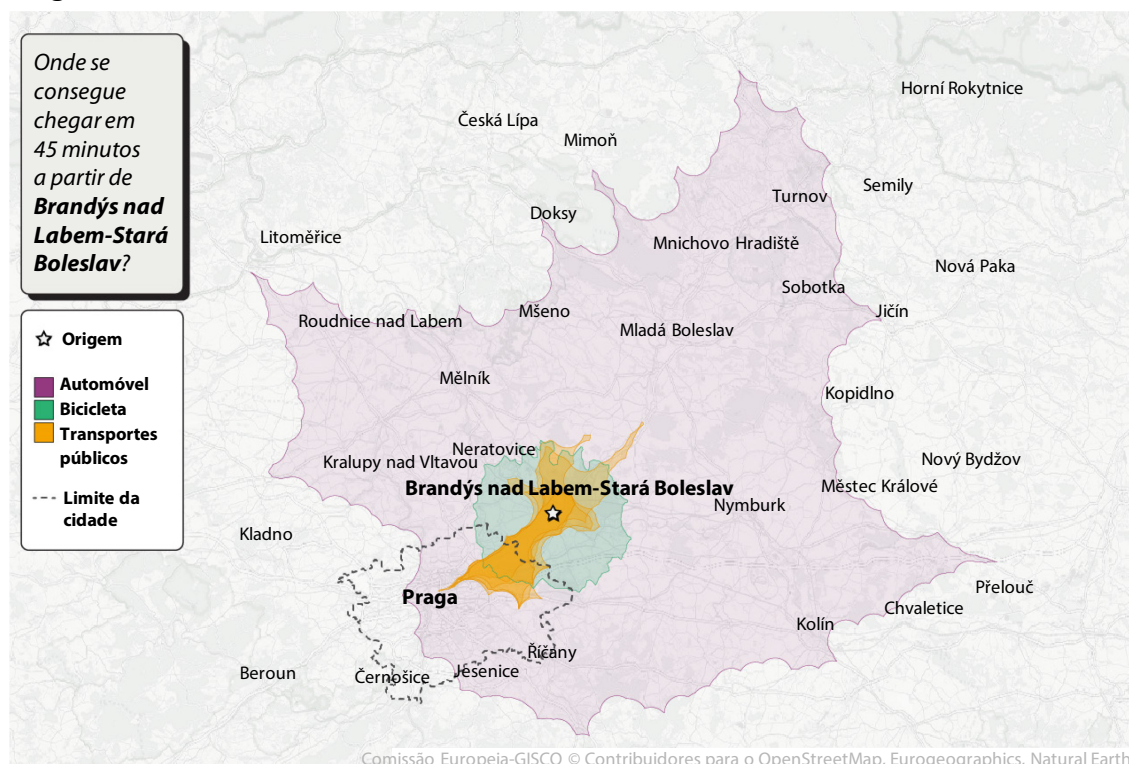 Onde se
consegue
chegar em
45 minutos
a partir de
Brandýs nad
Labem-Stará
Boleslav?
Origem
Automóvel
Bicicleta
Transportes
públicos
Limite da
cidade
Horní Rokytnice
Česká Lípa
Mimoň
Semily
Turnov
Doksy
Litoměřice
Mnichovo Hradiště
Nová Paka
Sobotka
Mšeno
Jičín
Roudnice nad Labem
Mladá Boleslav
Mělník
Kopidlno
Neratovice
Kralupy nad Vltavou
Nový Bydžov
Brandýs nad Labem-Stará Boleslav
Městec Králové
Nymburk
Kladno
Přelouč
Praga
Chvaletice
Kolín
Říčany
Beroun
Jesenice
Černošice
Comissão Europeia-GISCO © Contribuidores para o OpenStreetMap, Eurogeographics, Natural Earth